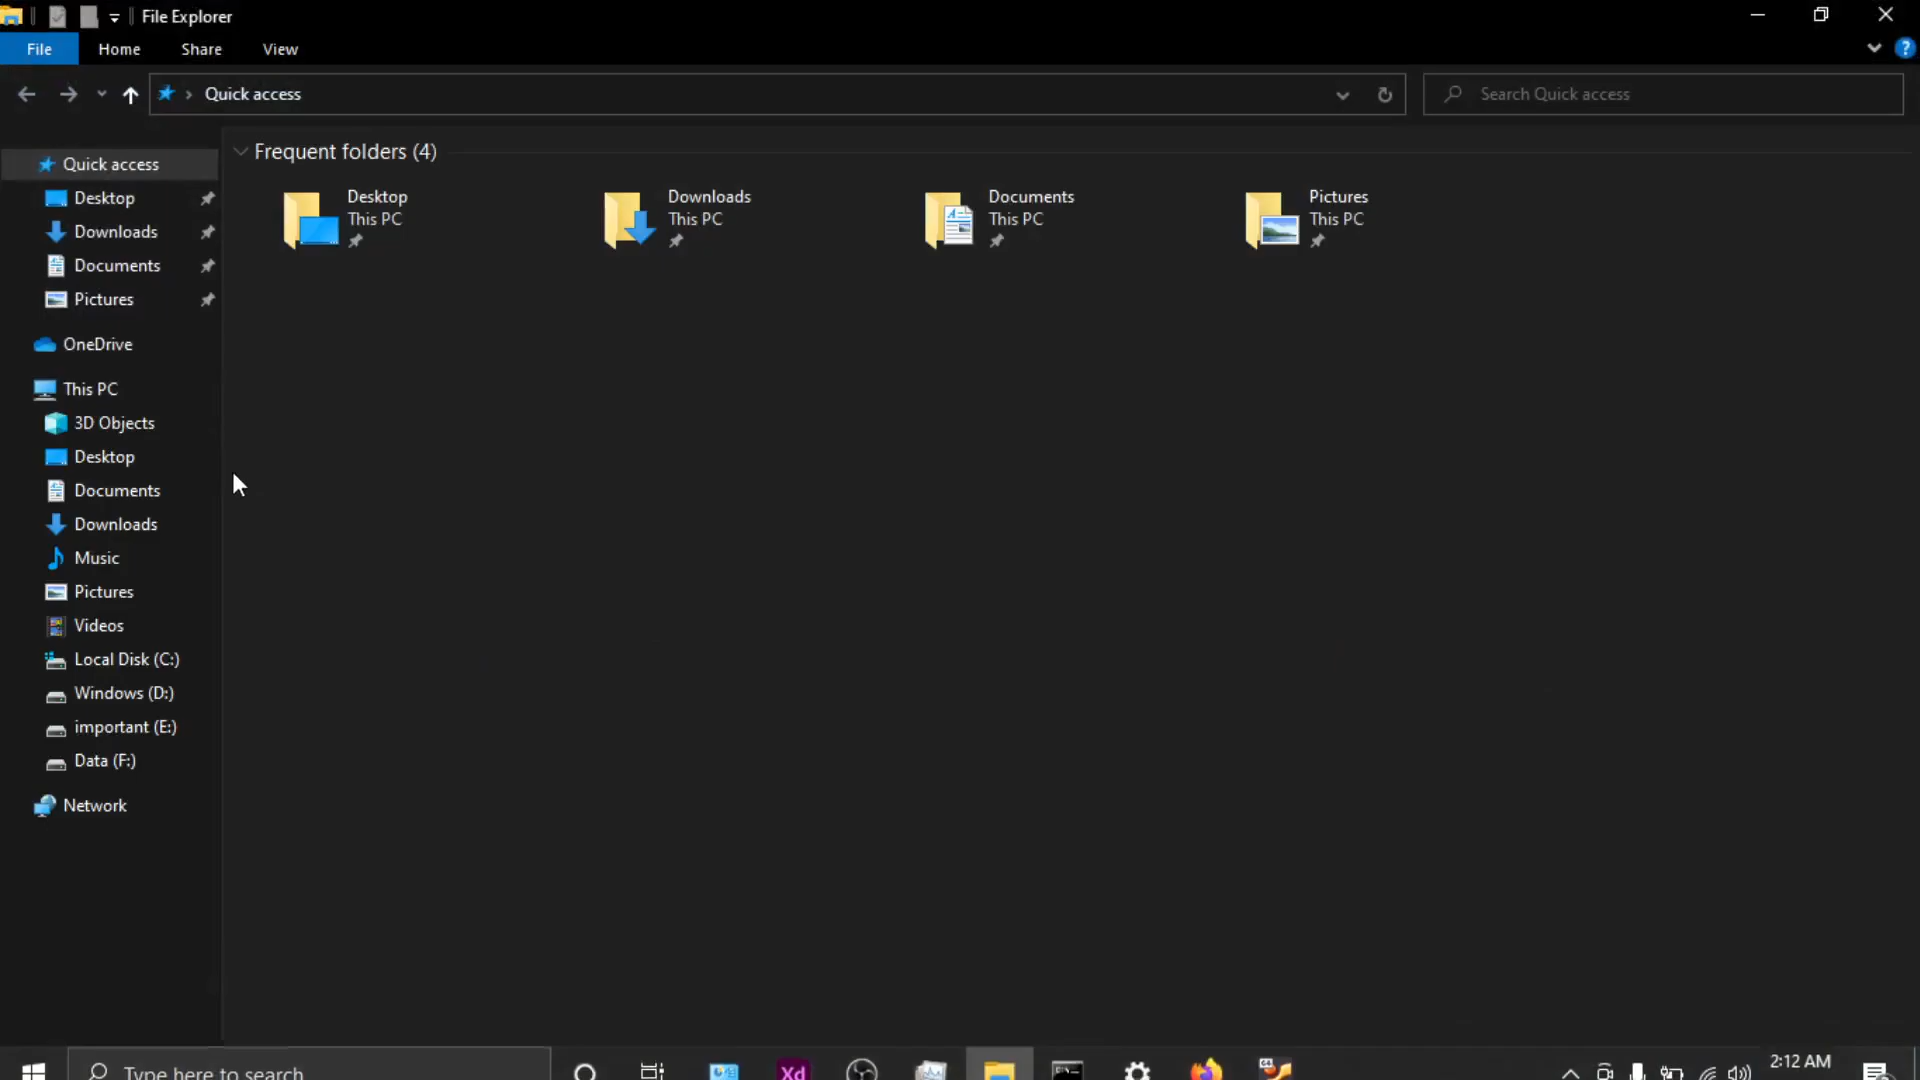 File Explorer
File Home Share View
Quick access
Search Quick access
Quick access
Desktop
Downloads
Documents
Pictures
OneDrive
This PC
3D Objects
Desktop
Documents
Downloads
Music
Pictures
Videos
Local Disk (C:)
Windows (D:)
important (E:)
Data (F:)
Network
Frequent folders (4)
Desktop
This PC
Downloads
This PC
Documents
This PC
Pictures
This PC
Type here to search
Xd
2:12 AM